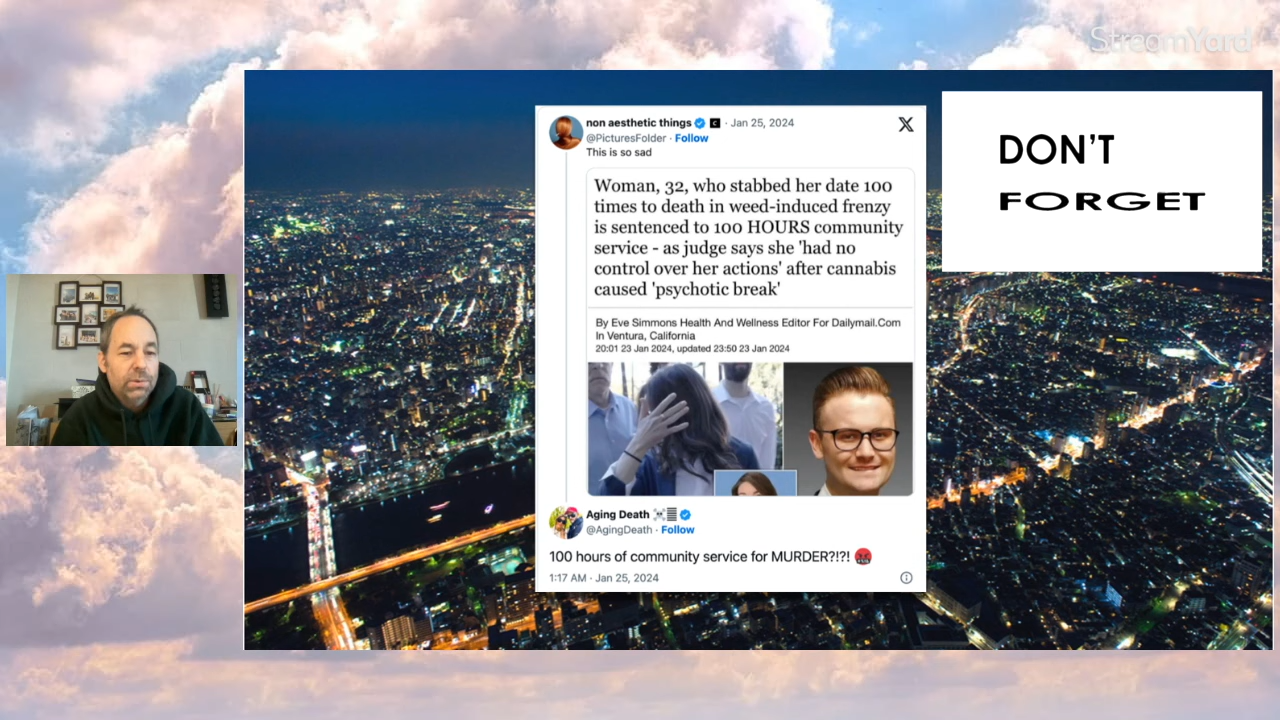 StreamYard
non aesthetic things · Jan 25, 2024
@PicturesFolder · Follow
This is so sad
Woman, 32, who stabbed her date 100
times to death in weed-induced frenzy
is sentenced to 100 HOURS community
service - as judge says she 'had no
control over her actions' after cannabis
caused 'psychotic break'
By Eve Simmons Health And Wellness Editor For Dailymail.Com
In Ventura, California
20:01 23 Jan 2024, updated 23:50 23 Jan 2024
Aging Death
@AgingDeath · Follow
100 hours of community service for MURDER?!?!
1:17 AM · Jan 25, 2024
DON'T
FORGET